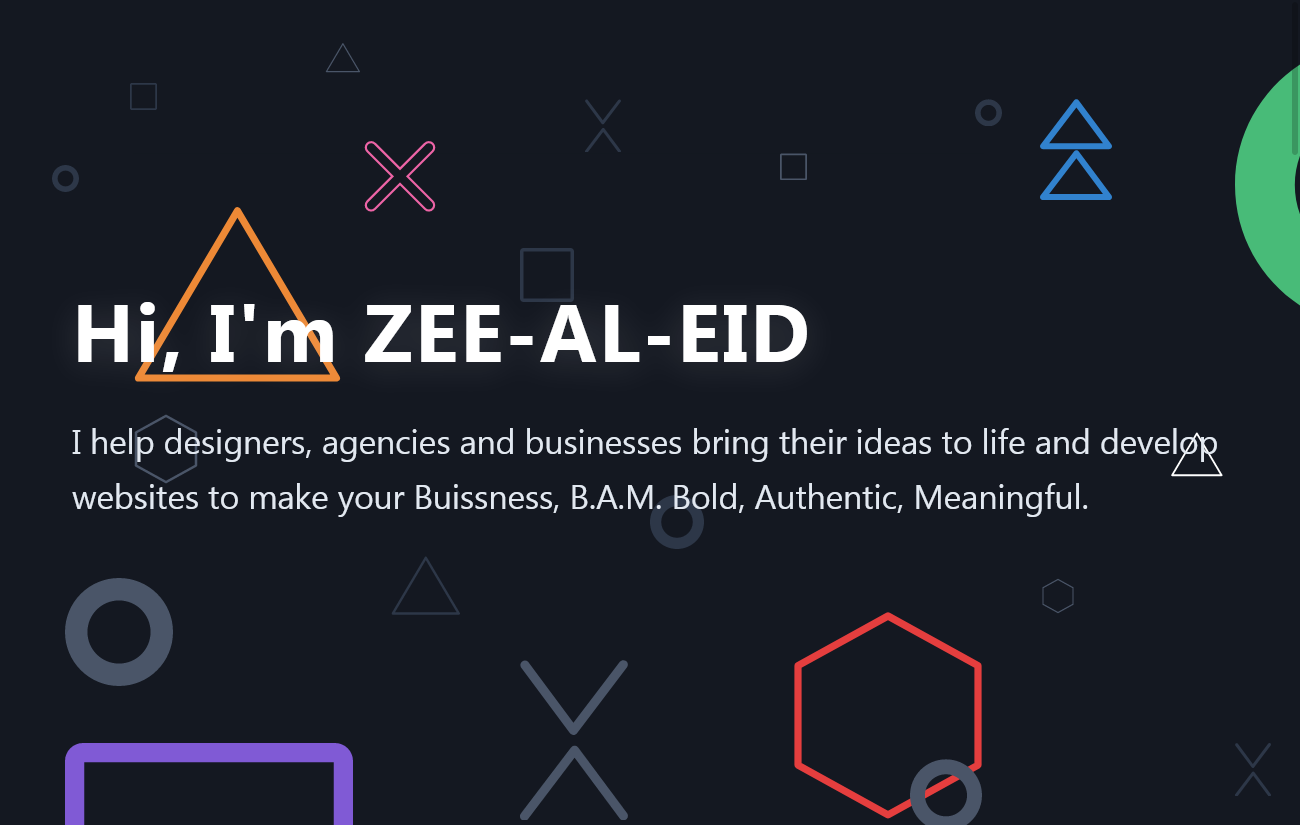 Hi, I'm ZEE-AL-EID
I help designers, agencies and businesses bring their ideas to life and develop
websites to make your Buissness, B.A.M. Bold, Authentic, Meaningful.